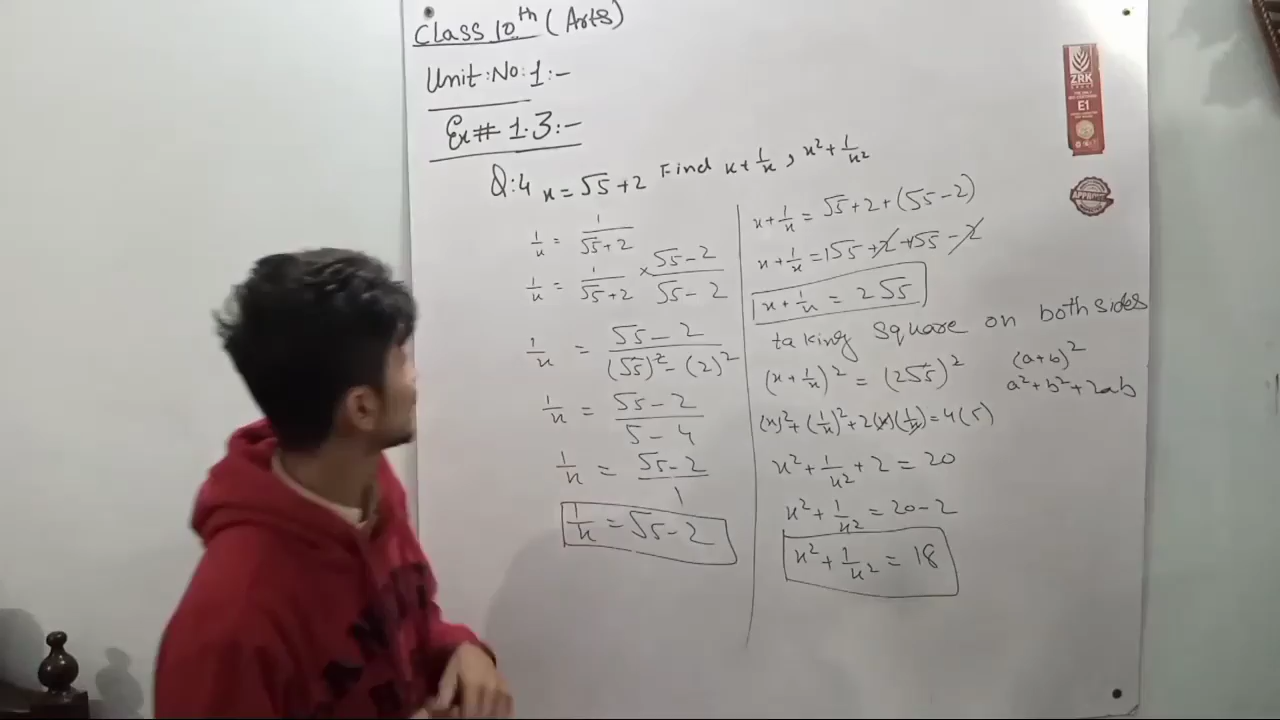 Class 10th (Arts)
Unit:No:1:-
Ex# 1.3:-
Q:4 x = √5 + 2 Find x + 1/x , x² + 1/x²
1/x = 1/(√5 + 2)
1/x = 1/(√5 + 2) × (√5 - 2)/(√5 - 2)
1/x = (√5 - 2)/((√5)² - (2)²)
1/x = (√5 - 2)/(5 - 4)
1/x = (√5 - 2)/1
1/x = √5 - 2
x + 1/x = √5 + 2 + (√5 - 2)
x + 1/x = 1√5 + 2 + 1√5 - 2
x + 1/x = 2√5
taking square on both sides
(x + 1/x)² = (2√5)²
(a+b)²
a² + b² + 2ab
(x)² + (1/x)² + 2(x)(1/x) = 4(5)
x² + 1/x² + 2 = 20
x² + 1/x² = 20 - 2
x² + 1/x² = 18
ZRK
GROUP
E1